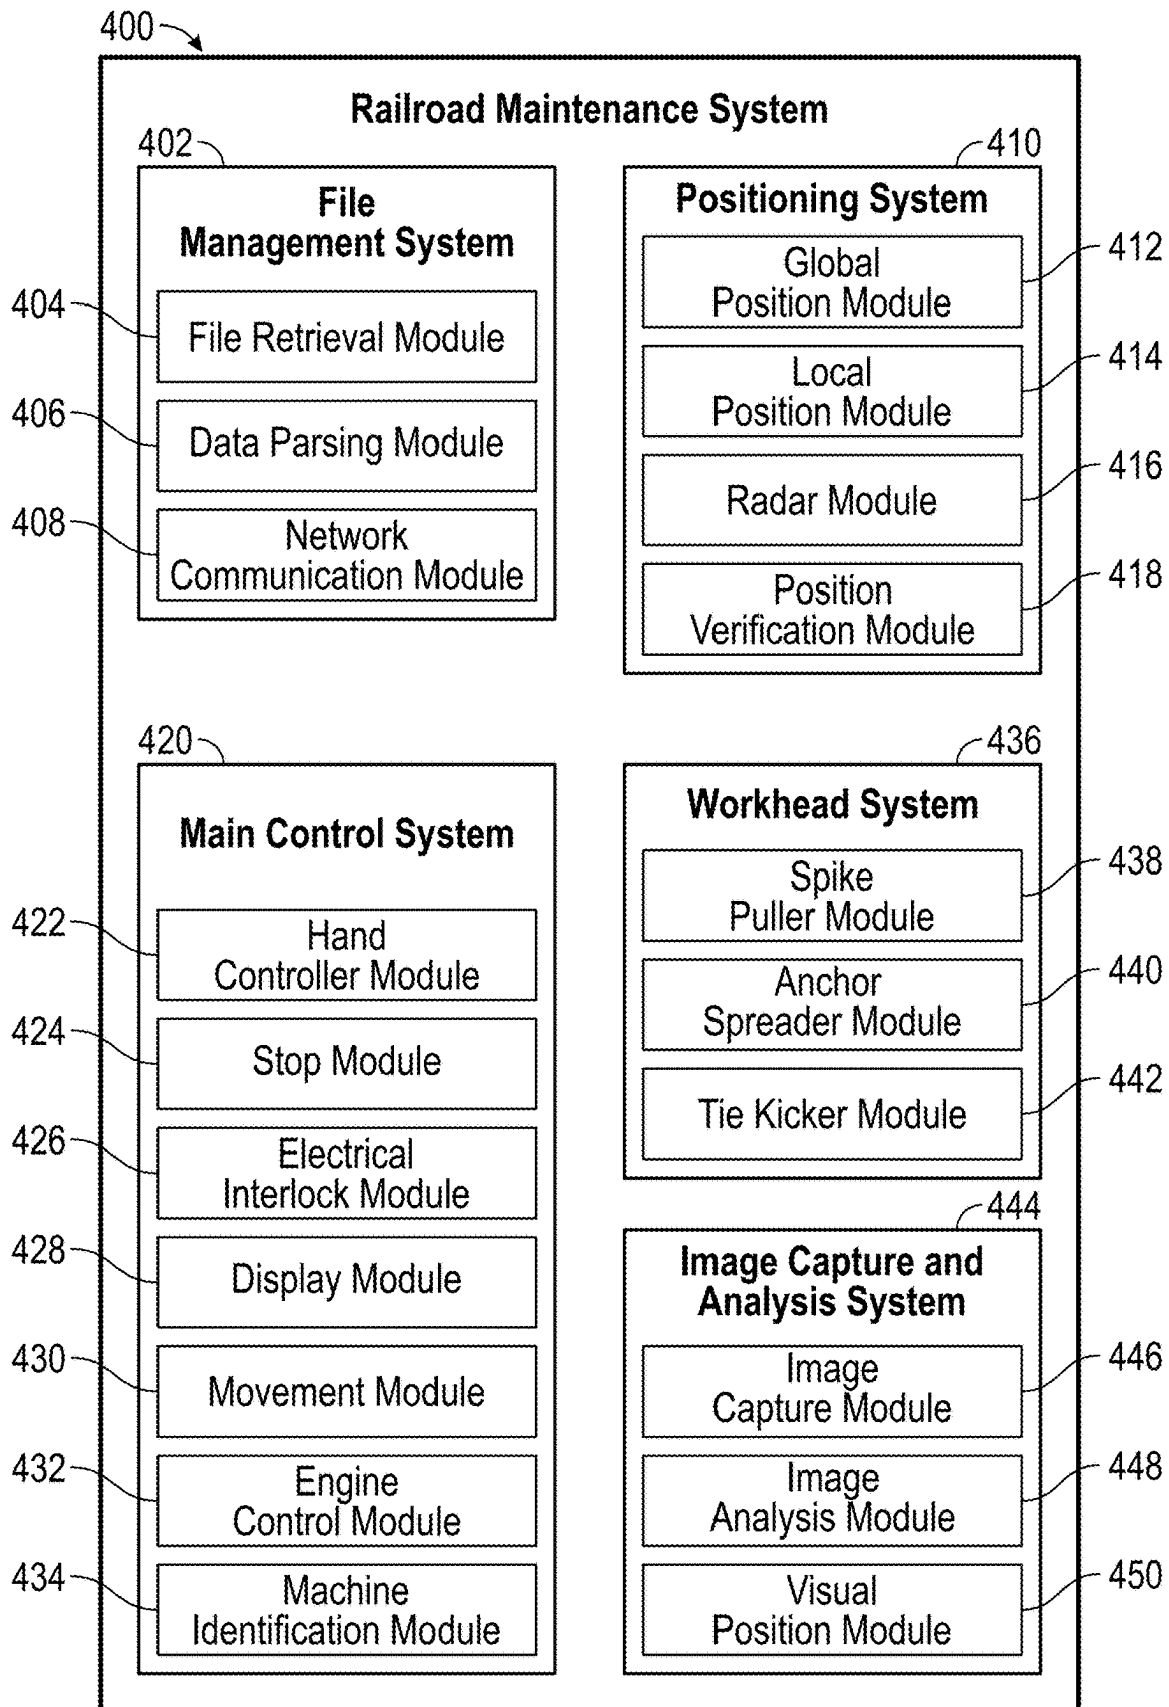 400
Railroad Maintenance System
402
File
Management System
404
File Retrieval Module
406
Data Parsing Module
408
Network
Communication Module
410
Positioning System
412
Global
Position Module
414
Local
Position Module
416
Radar Module
418
Position
Verification Module
420
Main Control System
422
Hand
Controller Module
424
Stop Module
426
Electrical
Interlock Module
428
Display Module
430
Movement Module
432
Engine
Control Module
434
Machine
Identification Module
436
Workhead System
438
Spike
Puller Module
440
Anchor
Spreader Module
442
Tie Kicker Module
444
Image Capture and
Analysis System
446
Image
Capture Module
448
Image
Analysis Module
450
Visual
Position Module